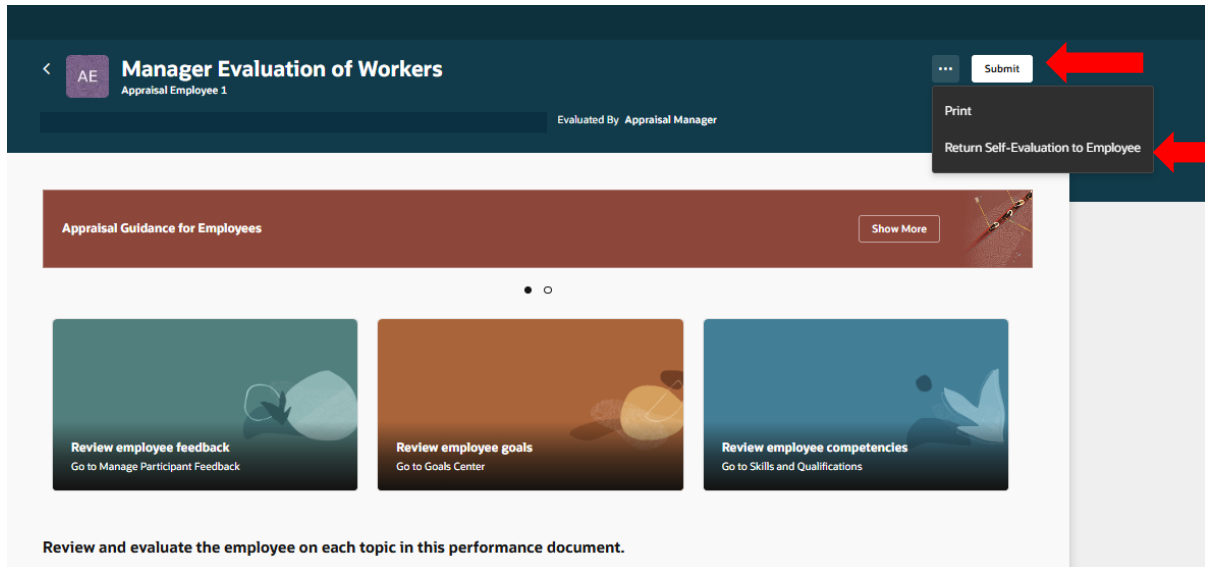 AE
Manager Evaluation of Workers
Appraisal Employee 1
... Submit
Evaluated By Appraisal Manager
Print
Return Self-Evaluation to Employee
Appraisal Guidance for Employees
Show More
Review employee feedback
Go to Manage Participant Feedback
Review employee goals
Go to Goals Center
Review employee competencies
Go to Skills and Qualifications
Review and evaluate the employee on each topic in this performance document.